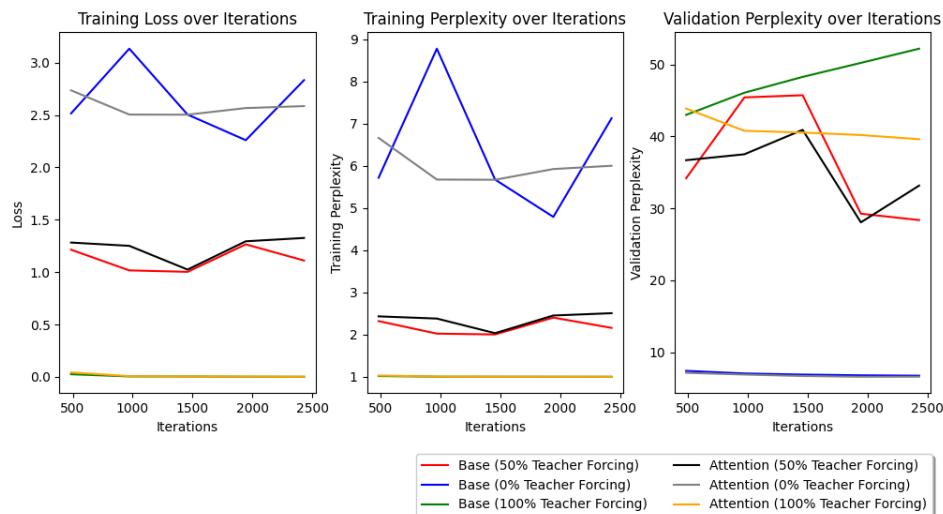 Training Loss over Iterations
Loss
3.0
2.5
2.0
1.5
1.0
0.5
0.0
500 1000 1500 2000 2500
Iterations
Training Perplexity over Iterations
Training Perplexity
9
8
7
6
5
4
3
2
1
500 1000 1500 2000 2500
Iterations
Validation Perplexity over Iterations
Validation Perplexity
50
40
30
20
10
500 1000 1500 2000 2500
Iterations
Base (50% Teacher Forcing)
Base (0% Teacher Forcing)
Base (100% Teacher Forcing)
Attention (50% Teacher Forcing)
Attention (0% Teacher Forcing)
Attention (100% Teacher Forcing)